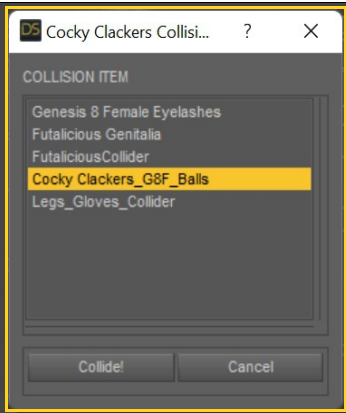 DS Cocky Clackers Collisi... ? X
COLLISION ITEM
Genesis 8 Female Eyelashes
Futalicious Genitalia
FutaliciousCollider
Cocky Clackers_G8F_Balls
Legs_Gloves_Collider
Collide! Cancel